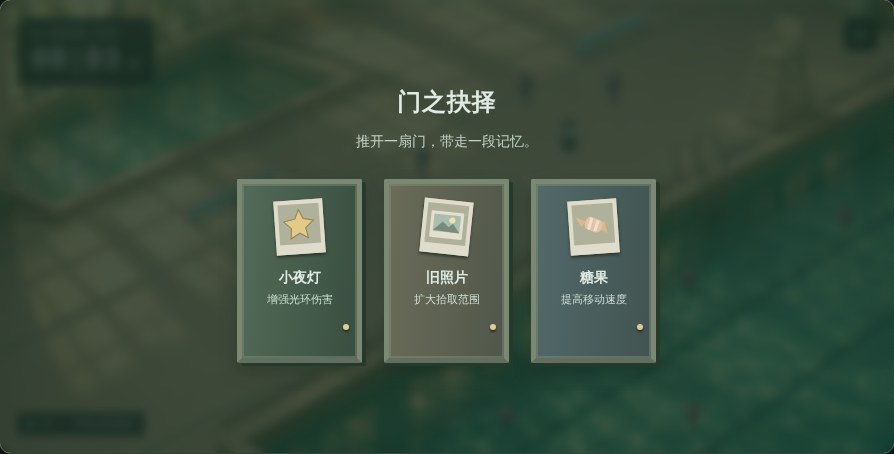 门之抉择
推开一扇门，带走一段记忆。
小夜灯
增强光环伤害
旧照片
扩大拾取范围
糖果
提高移动速度